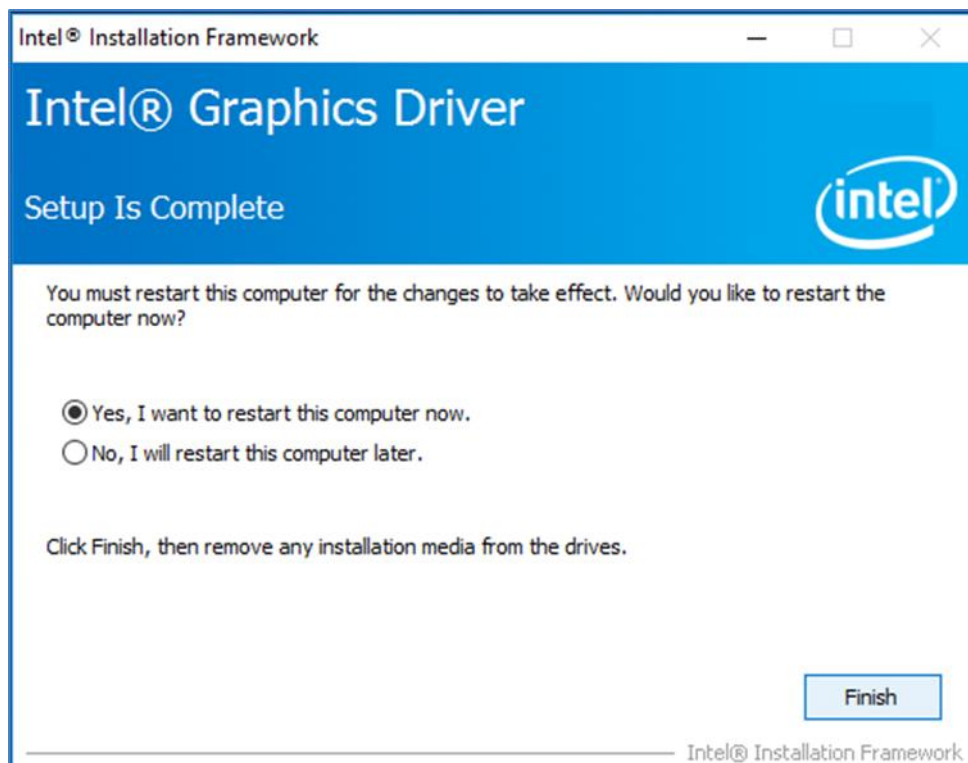 Intel® Installation Framework
Intel® Graphics Driver
Setup Is Complete
intel
You must restart this computer for the changes to take effect. Would you like to restart the
computer now?
Yes, I want to restart this computer now.
No, I will restart this computer later.
Click Finish, then remove any installation media from the drives.
Finish
Intel® Installation Framework